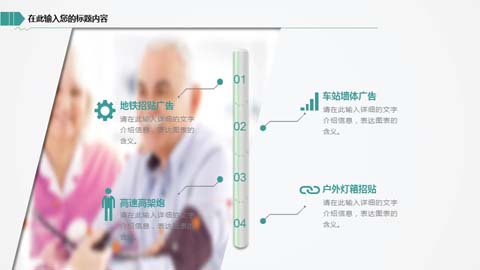 在此输入您的标题内容
01
地铁招贴广告
请在此输入详细的文字
介绍信息，表达图表的
含义。
车站墙体广告
请在此输入详细的文字
介绍信息，表达图表的
含义。
02
03
高速高架炮
请在此输入详细的文字
介绍信息，表达图表的
含义。
户外灯箱招贴
请在此输入详细的文字
介绍信息，表达图表的
含义。
04